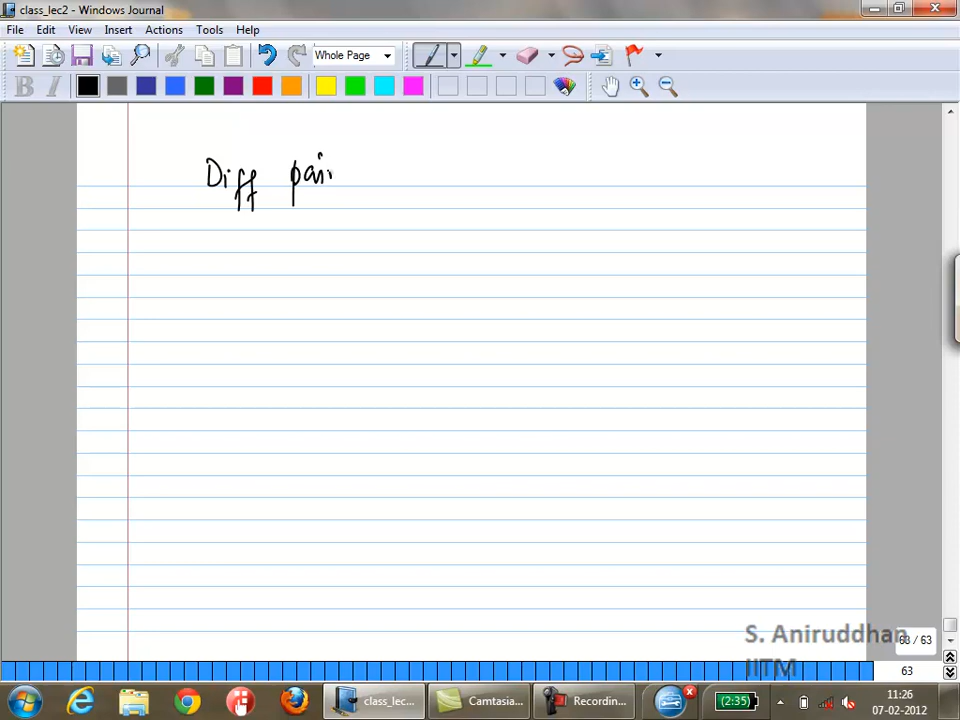 class_lec2 - Windows Journal
File Edit View Insert Actions Tools Help
Whole Page
B I
Diff pair
S. Aniruddhan
IITM
63 / 63
63
class_lec... Camtasia... Recordin... (2:35) 11:26
07-02-2012